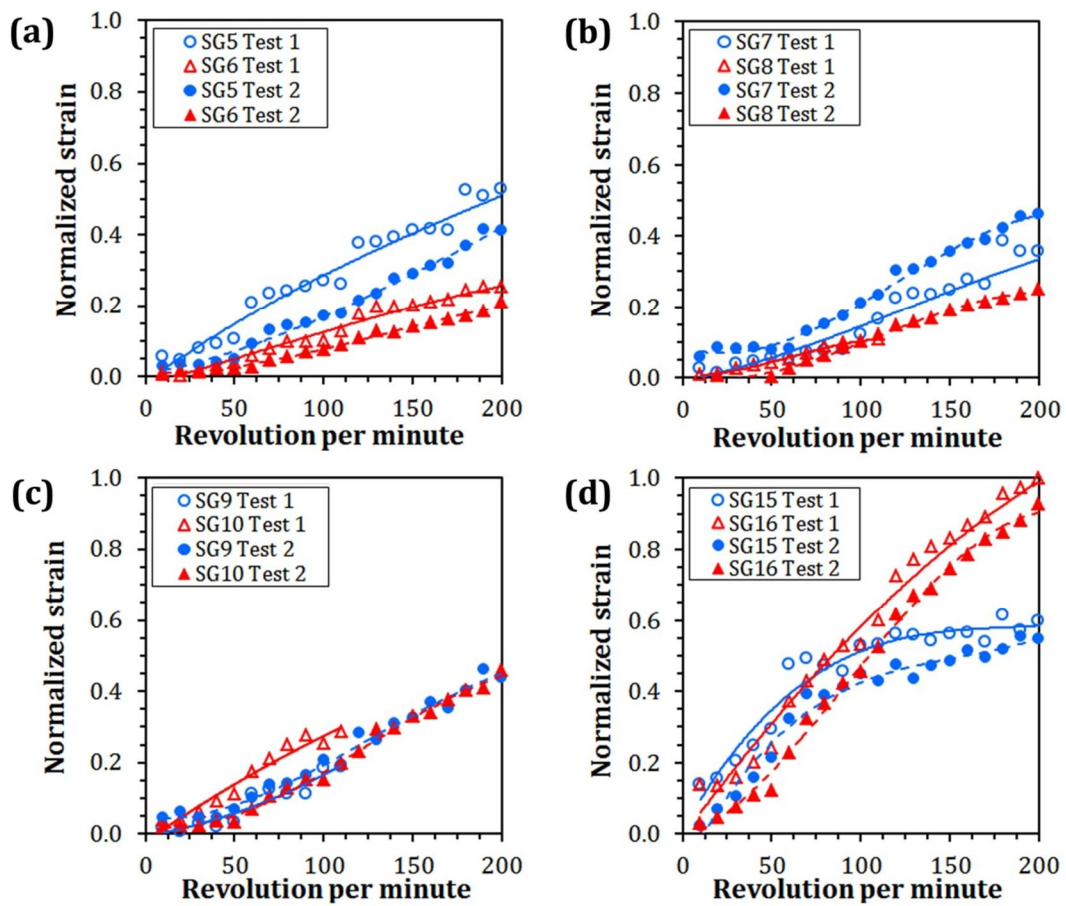 (a)
1.0
0.8
0.6
0.4
0.2
0.0
Normalized strain
SG5 Test 1
SG6 Test 1
SG5 Test 2
SG6 Test 2
0 50 100 150 200
Revolution per minute
(b)
1.0
0.8
0.6
0.4
0.2
0.0
Normalized strain
SG7 Test 1
SG8 Test 1
SG7 Test 2
SG8 Test 2
0 50 100 150 200
Revolution per minute
(c)
1.0
0.8
0.6
0.4
0.2
0.0
Normalized strain
SG9 Test 1
SG10 Test 1
SG9 Test 2
SG10 Test 2
0 50 100 150 200
Revolution per minute
(d)
1.0
0.8
0.6
0.4
0.2
0.0
Normalized strain
SG15 Test 1
SG16 Test 1
SG15 Test 2
SG16 Test 2
0 50 100 150 200
Revolution per minute